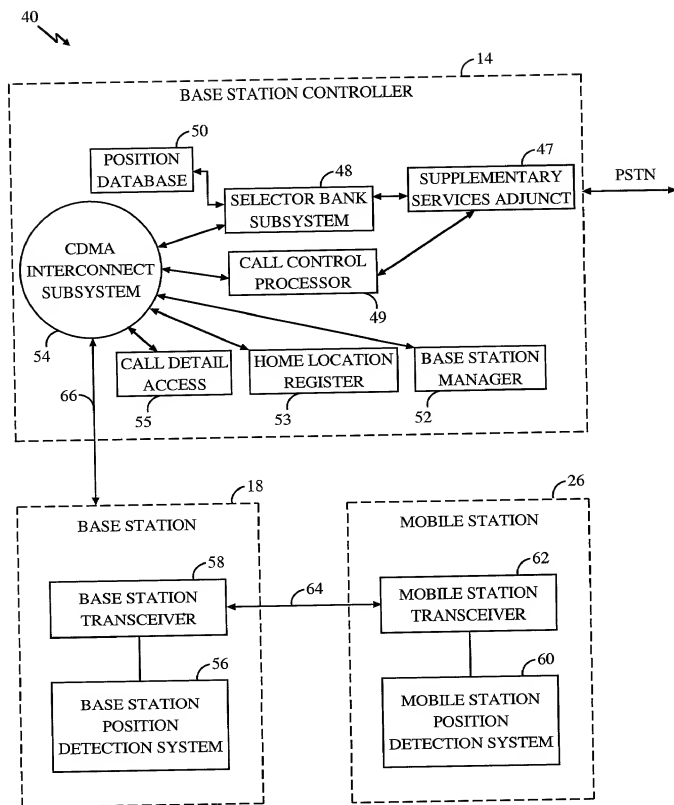 40
14
BASE STATION CONTROLLER
50
POSITION
DATABASE
48
SELECTOR BANK
SUBSYSTEM
47
SUPPLEMENTARY
SERVICES ADJUNCT
PSTN
CDMA
INTERCONNECT
SUBSYSTEM
54
CALL CONTROL
PROCESSOR
49
CALL DETAIL
ACCESS
55
HOME LOCATION
REGISTER
53
BASE STATION
MANAGER
52
66
18
BASE STATION
58
BASE STATION
TRANSCEIVER
56
BASE STATION
POSITION
DETECTION SYSTEM
64
26
MOBILE STATION
62
MOBILE STATION
TRANSCEIVER
60
MOBILE STATION
POSITION
DETECTION SYSTEM